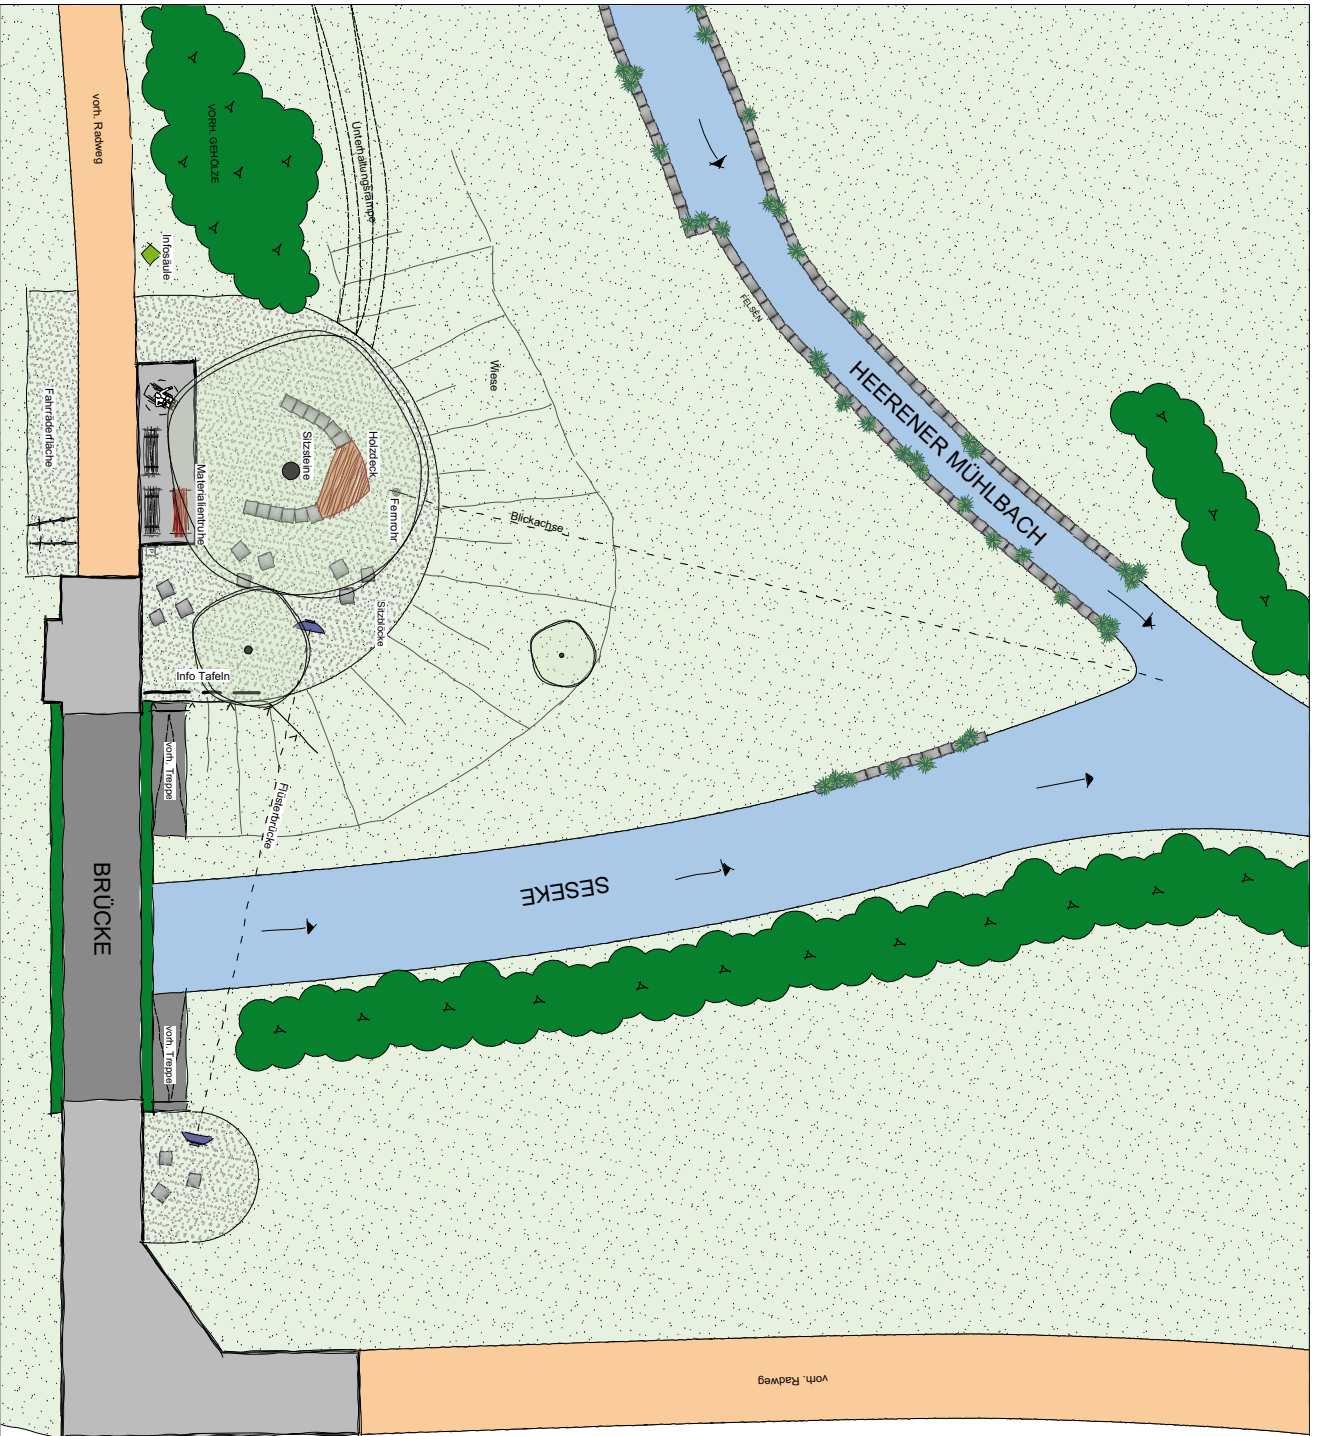 vorh. Radweg
VORH. GEHÖLZE
Unterhaltungsrampe
Infosäule
FELSEN
Wiese
HEERENER MÜHLBACH
Fahrräderfläche
Sitzsteine
Holzdeck
Materialientruhe
Fernrohr
Blickachse
Sitzblöcke
Info Tafeln
vorh. Treppe
Flüsterbrücke
BRÜCKE
SESEKE
vorh. Treppe
vorh. Radweg